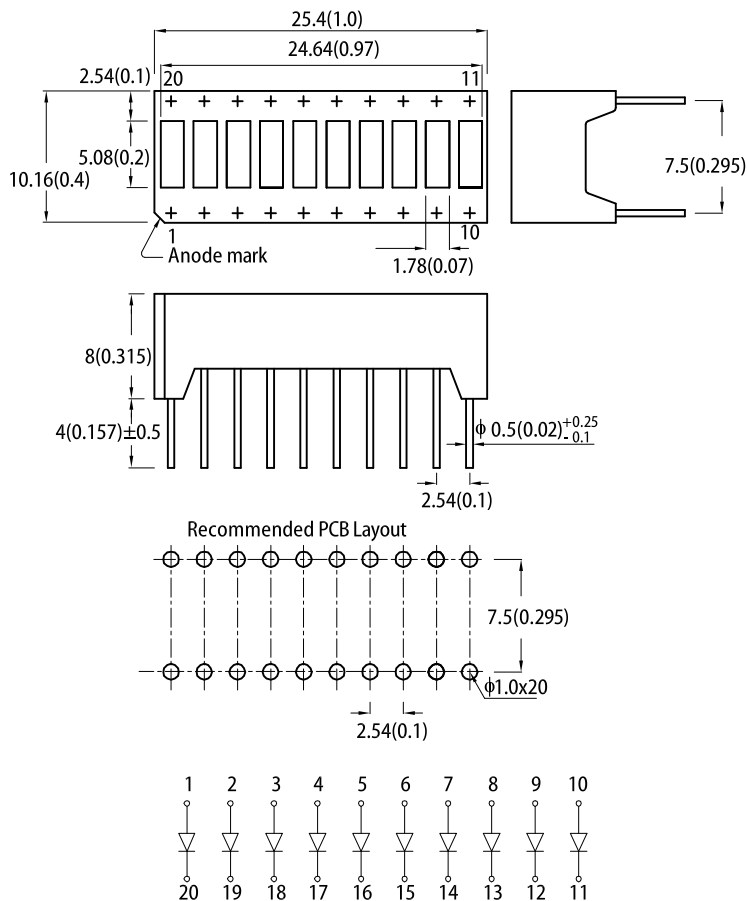 25.4(1.0)
24.64(0.97)
2.54(0.1)
20
11
5.08(0.2)
10.16(0.4)
7.5(0.295)
1
10
Anode mark
1.78(0.07)
8(0.315)
4(0.157)±0.5
ϕ 0.5(0.02)+0.25
- 0.1
2.54(0.1)
Recommended PCB Layout
7.5(0.295)
ϕ1.0x20
2.54(0.1)
1 2 3 4 5 6 7 8 9 10
20 19 18 17 16 15 14 13 12 11